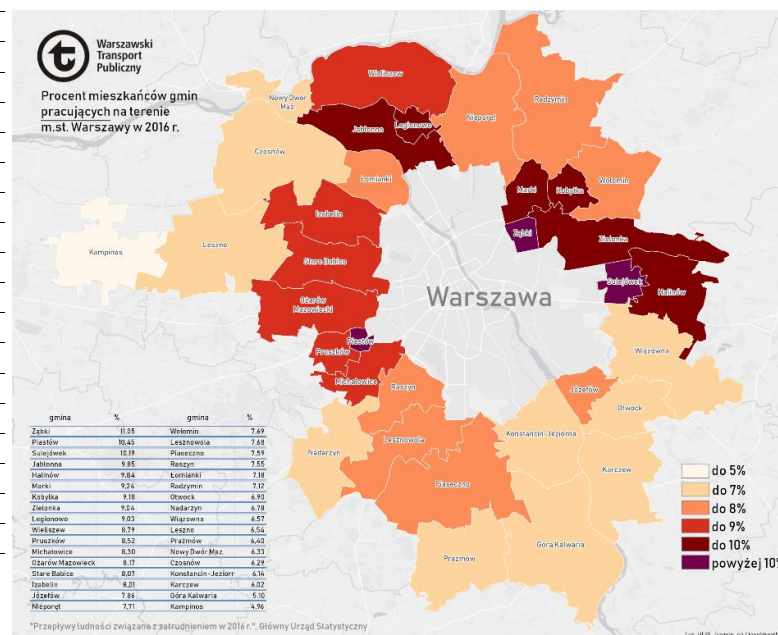 Warszawski
Transport
Publiczny
Procent mieszkańców gmin
pracujących na terenie
m.st. Warszawy w 2016 r.
Wieliszew
Nowy Dwór
Maz.
Jabłonna
Legionowo
Nieporęt
Radzymin
Czosnów
Łomianki
Marki
Kobyłka
Wołomin
Izabelin
Leszno
Kampinos
Ząbki
Zielonka
Stare Babice
Sulejówek
Halinów
Ożarów
Mazowiecki
Warszawa
Piastów
Pruszków
Michałowice
Wiązowna
Raszyn
Józefów
Otwock
Nadarzyn
Lesznowola
Konstancin-Jeziorna
Karczew
Piaseczno
Góra Kalwaria
Prażmów
gmina % gmina %
Ząbki 11.05 Wołomin 7.69
Piastów 10,45 Lesznowola 7.68
Sulejówek 10,19 Piaseczno 7.59
Jabłonna 9.85 Raszyn 7.55
Halinów 9,84 Łomianki 7.18
Marki 9,24 Radzymin 7.12
Kobyłka 9,18 Otwock 6.90
Zielonka 9,04 Nadarzyn 6.78
Legionowo 9,03 Wiązowna 6.57
Wieliszew 8,79 Leszno 6,54
Pruszków 8,52 Prażmów 6,40
Michałowice 8,30 Nowy Dwór Maz. 6.33
Ożarów Mazowieck 8,17 Czosnów 6.29
Stare Babice 8,07 Konstancin-Jeziorr 6.14
Izabelin 8,01 Karczew 6.02
Józefów 7.86 Góra Kalwaria 5.10
Nieporęt 7,71 Kampinos 4.96
do 5%
do 7%
do 8%
do 9%
do 10%
powyżej 10%
"Przepływy ludności związane z zatrudnieniem w 2016 r.". Główny Urząd Statystyczny